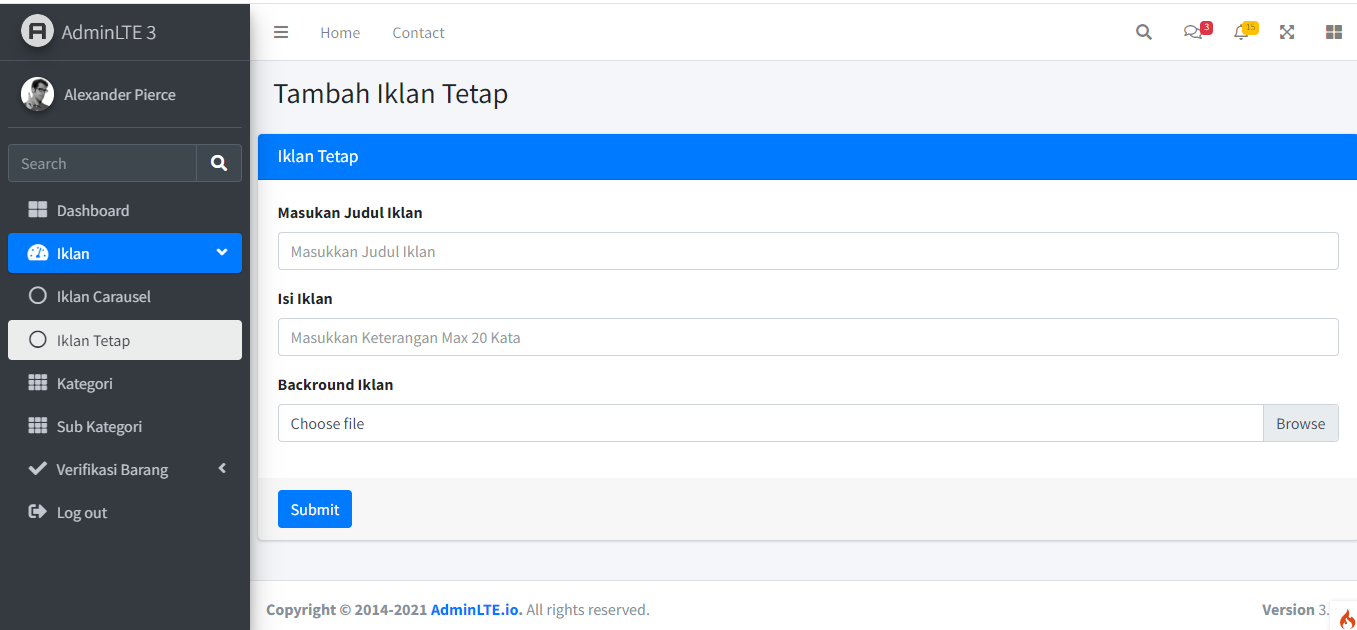 AdminLTE 3
Home
Contact
3
15
Alexander Pierce
Tambah Iklan Tetap
Search
Iklan Tetap
Dashboard
Masukan Judul Iklan
Iklan
Masukkan Judul Iklan
Iklan Carausel
Isi Iklan
Iklan Tetap
Masukkan Keterangan Max 20 Kata
Kategori
Backround Iklan
Sub Kategori
Choose file
Browse
Verifikasi Barang
Log out
Submit
Copyright © 2014-2021 AdminLTE.io. All rights reserved.
Version 3.